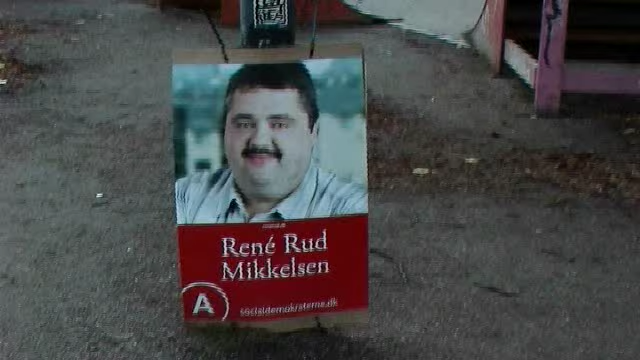 René Rud
Mikkelsen
A
socialdemokraterne.dk